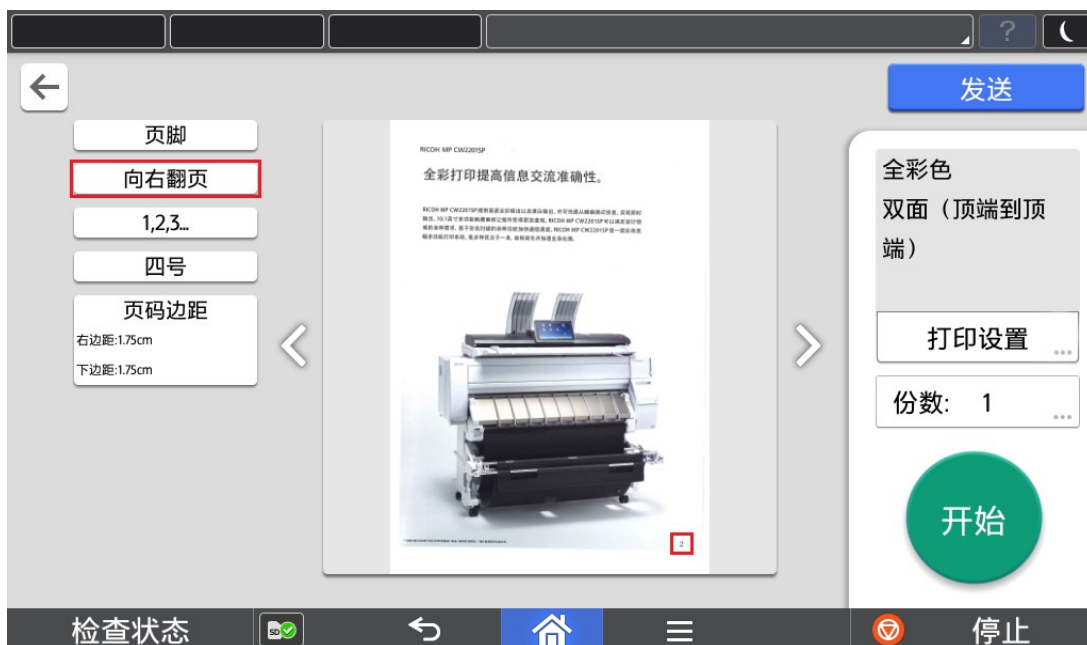 ?
发送
页脚
向右翻页
1,2,3...
四号
页码边距
右边距:1.75cm
下边距:1.75cm
RICOH MP CW2201SP
全彩打印提高信息交流准确性。
2
全彩色
双面（顶端到顶
端）
打印设置
份数: 1
开始
检查状态
SD
停止